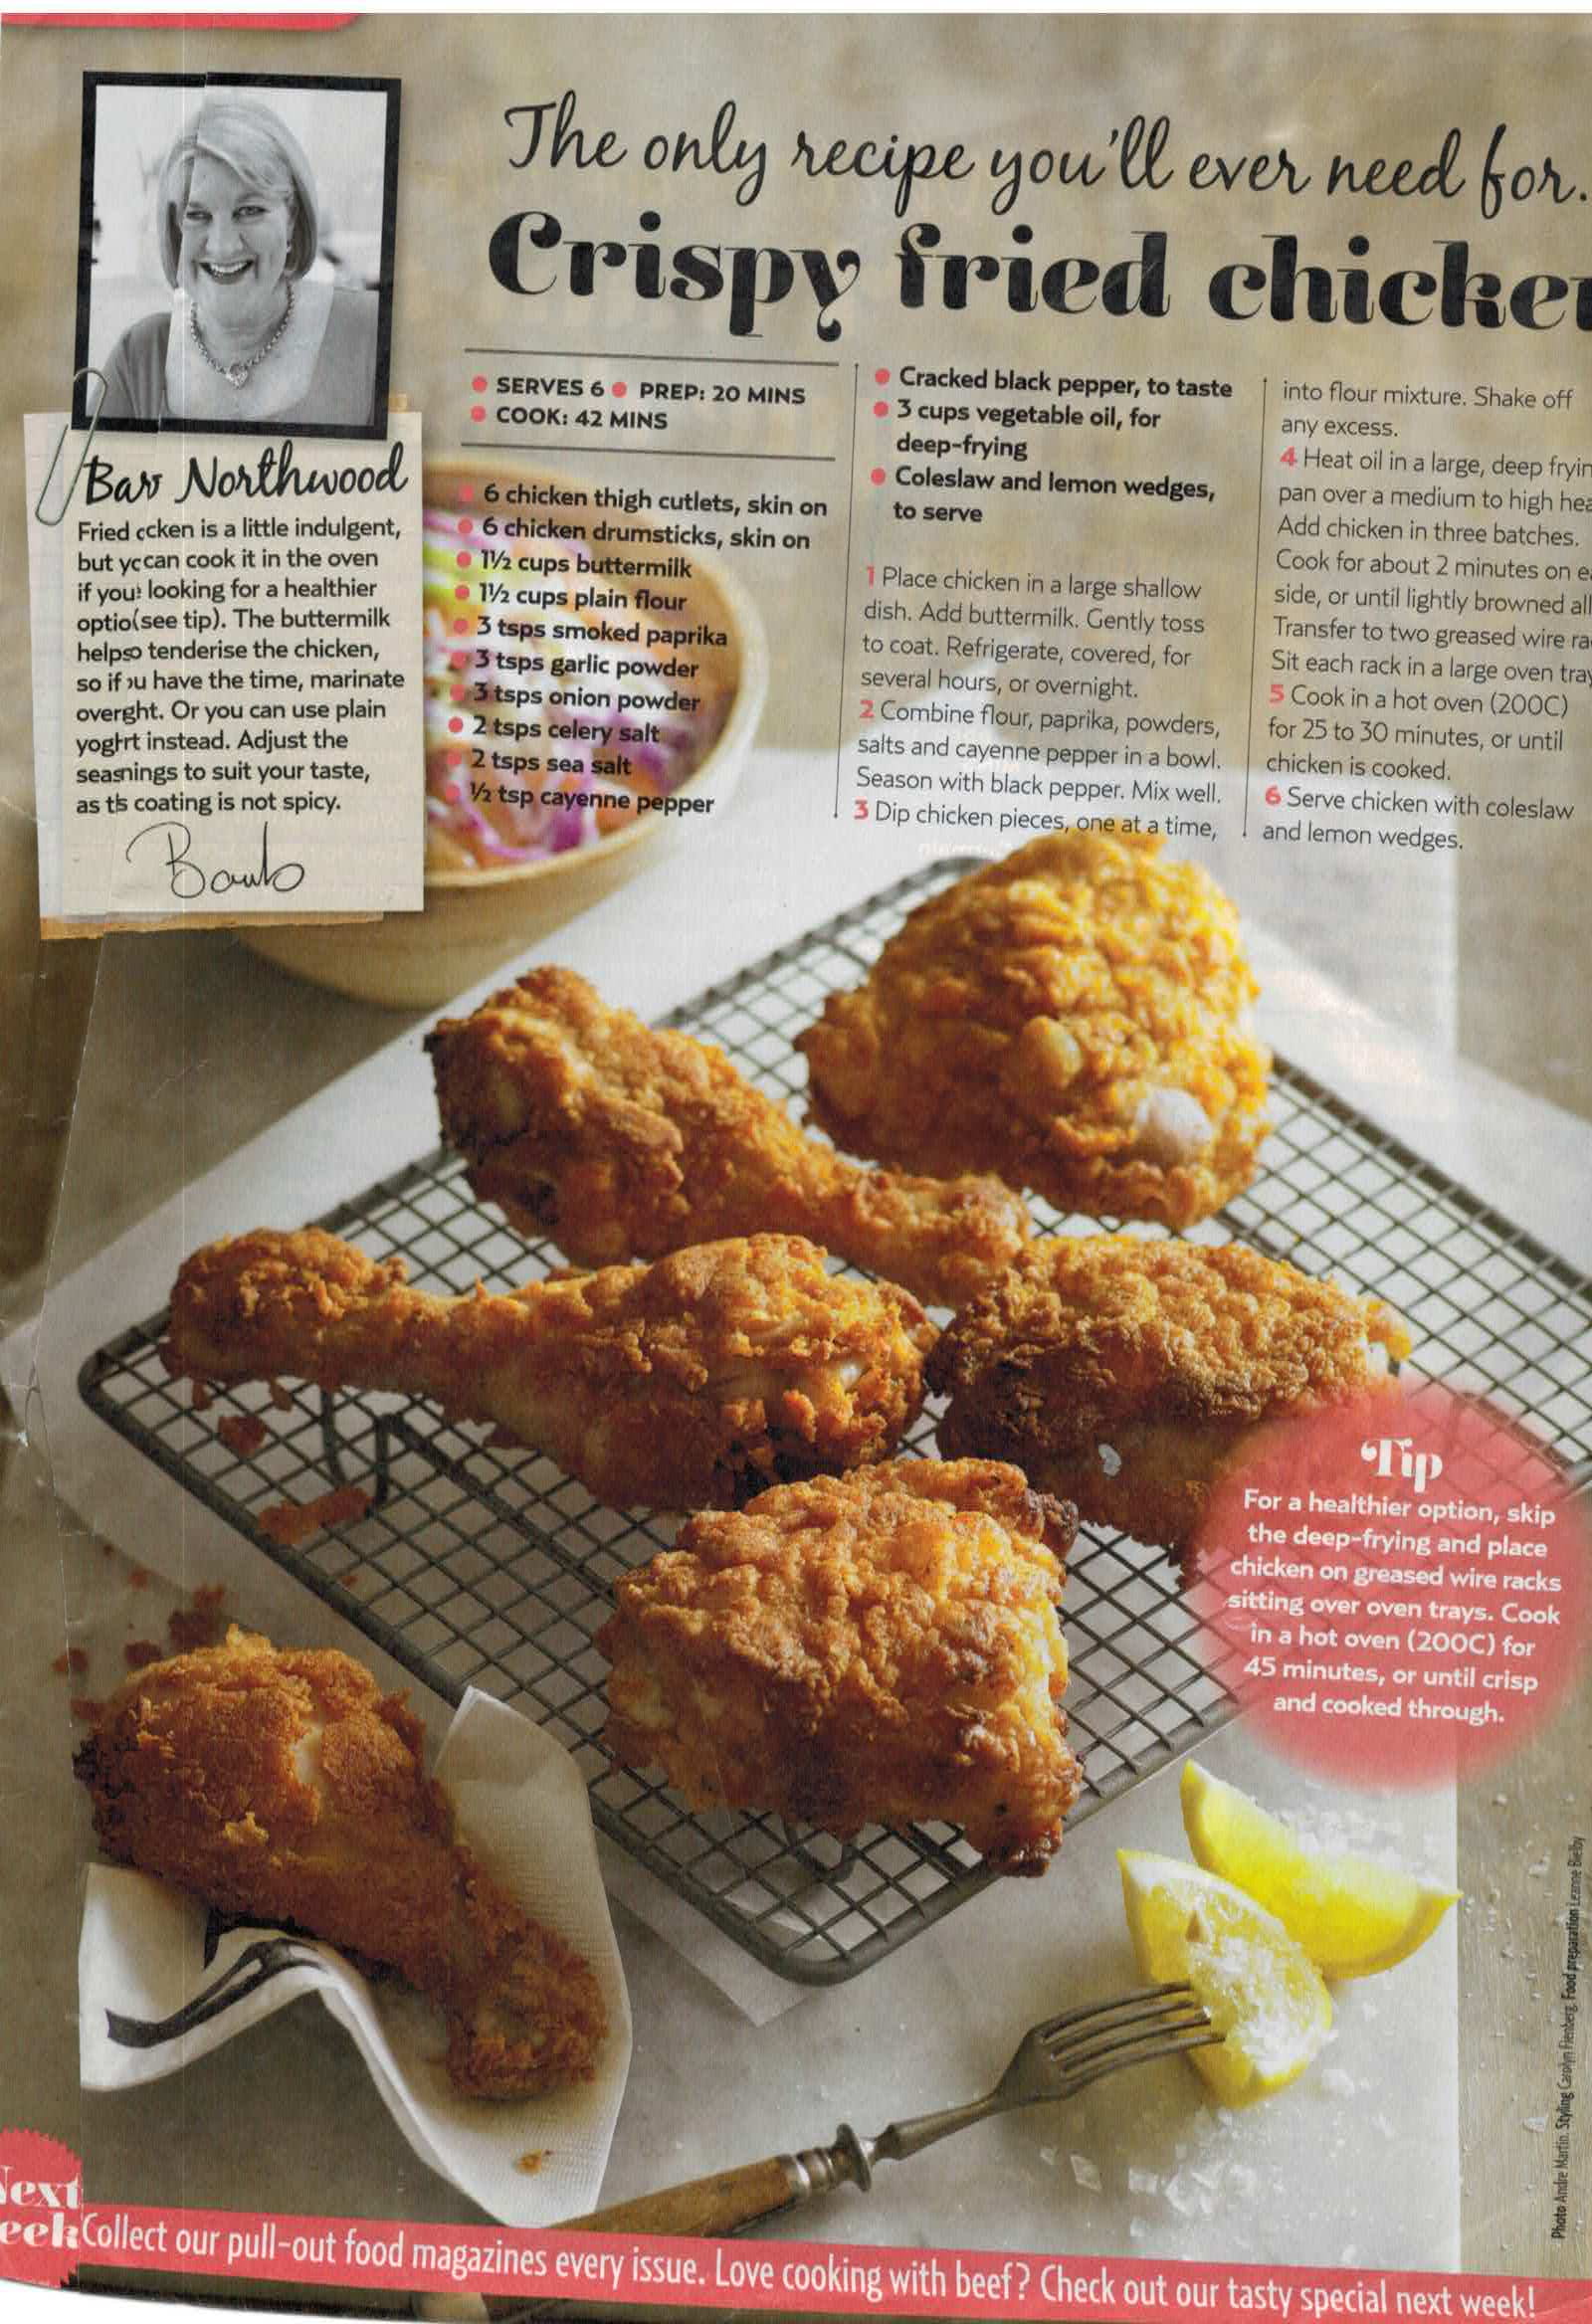 The only recipe you'll ever need for.
Crispy fried chicke
Northwood
Fried is a little indulgent,
but can cook it in the oven
if looking for a healthier
(see tip). The buttermilk
tenderise the chicken,
so if have the time, marinate
Or you can use plain
instead. Adjust the
to suit your taste,
as coating is not spicy.
Barb
SERVES 6 ● PREP: 20 MINS
COOK: 42 MINS
6 chicken thigh cutlets, skin on
6 chicken drumsticks, skin on
1½ cups buttermilk
1½ cups plain flour
3 tsps smoked paprika
3 tsps garlic powder
3 tsps onion powder
2 tsps celery salt
2 tsps sea salt
½ tsp cayenne pepper
Cracked black pepper, to taste
3 cups vegetable oil, for
deep-frying
Coleslaw and lemon wedges,
to serve
1 Place chicken in a large shallow
dish. Add buttermilk. Gently toss
to coat. Refrigerate, covered, for
several hours, or overnight.
2 Combine flour, paprika, powders,
salts and cayenne pepper in a bowl.
Season with black pepper. Mix well.
3 Dip chicken pieces, one at a time,
into flour mixture. Shake off
any excess.
4 Heat oil in a large, deep fryin
pan over a medium to high hea
Add chicken in three batches.
Cook for about 2 minutes on e
side, or until lightly browned all
Transfer to two greased wire ra
Sit each rack in a large oven tray
5 Cook in a hot oven (200C)
for 25 to 30 minutes, or until
chicken is cooked.
6 Serve chicken with coleslaw
and lemon wedges.
Tip
For a healthier option, skip
the deep-frying and place
chicken on greased wire racks
sitting over oven trays. Cook
in a hot oven (200C) for
45 minutes, or until crisp
and cooked through.
Photo Andre Martin. Styling Carolyn Fienberg. Food preparation Leanne Bielby
ext
eek
Collect our pull-out food magazines every issue. Love cooking with beef? Check out our tasty special next week!